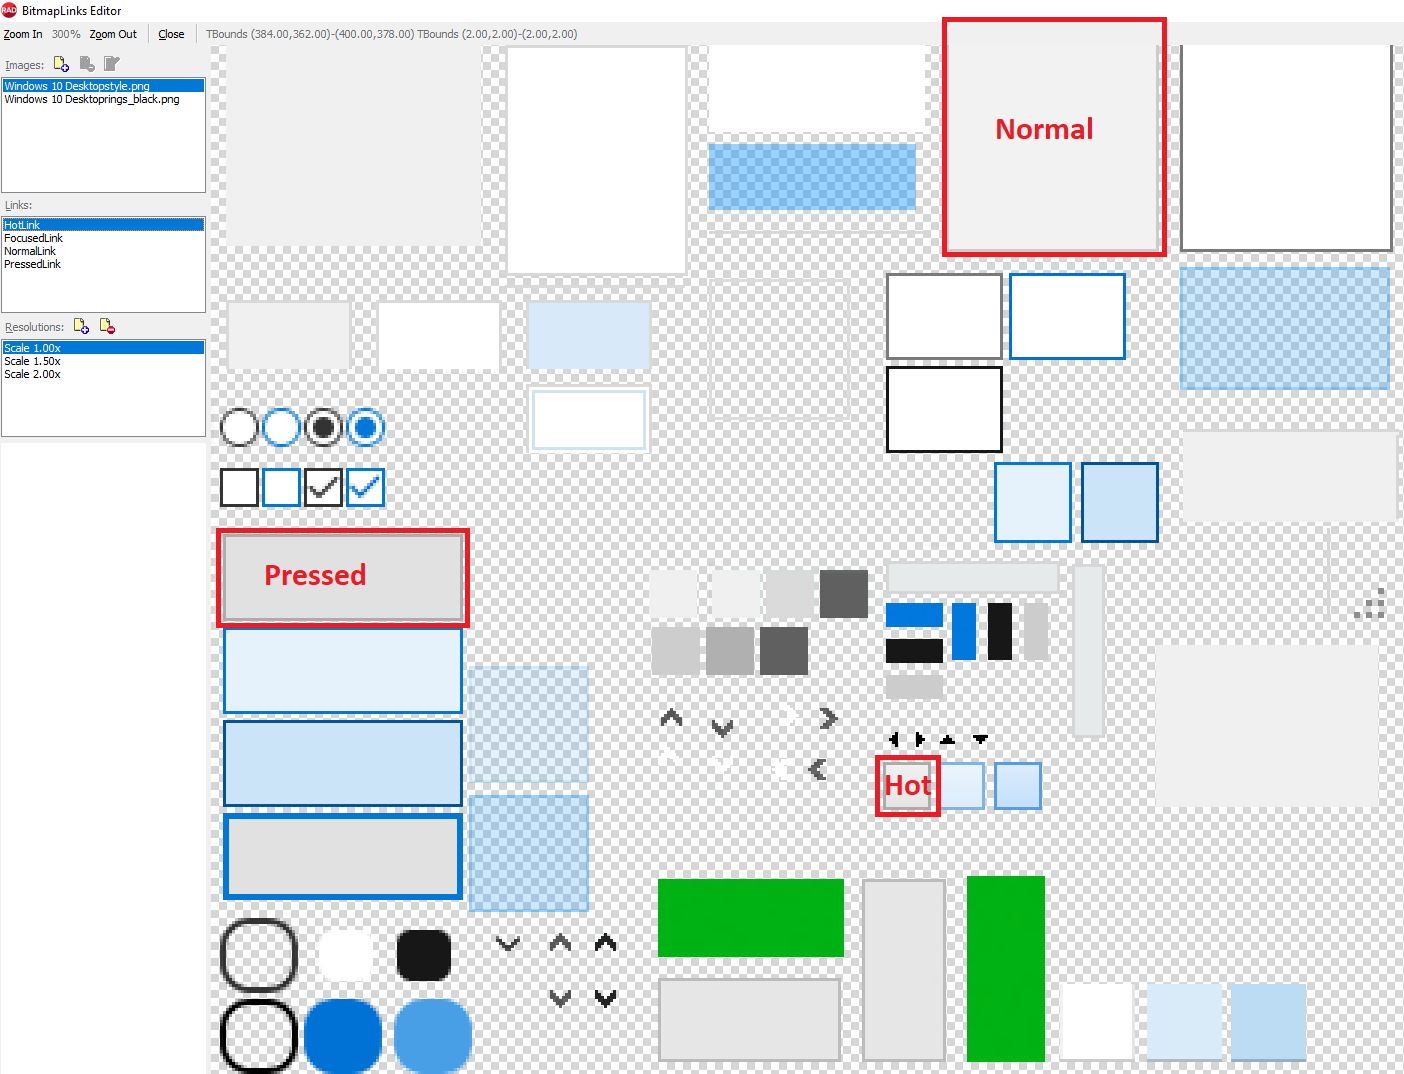 RAD BitmapLinks Editor
Zoom In 300% Zoom Out Close TBounds (384.00,362.00)-(400.00,378.00) TBounds (2.00,2.00)-(2.00,2.00)
Images:
Windows 10 Desktopstyle.png
Windows 10 Desktoprings_black.png
Links:
HotLink
FocusedLink
NormalLink
PressedLink
Resolutions:
Scale 1.00x
Scale 1.50x
Scale 2.00x
Normal
Pressed
Hot